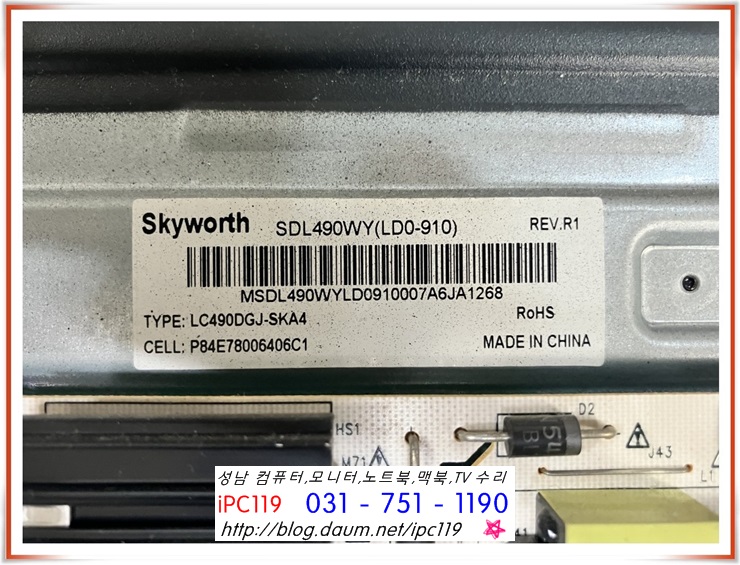 Skyworth SDL490WY(LD0-910) REV.R1
MSDL490WYLD0910007A6JA1268
TYPE: LC490DGJ-SKA4 RoHS
CELL: P84E78006406C1 MADE IN CHINA
HS1 D2
M71 J43
L1
성남 컴퓨터,모니터,노트북,맥북,TV 수리
iPC119 031 - 751 - 1190
http://blog.daum.net/ipc119